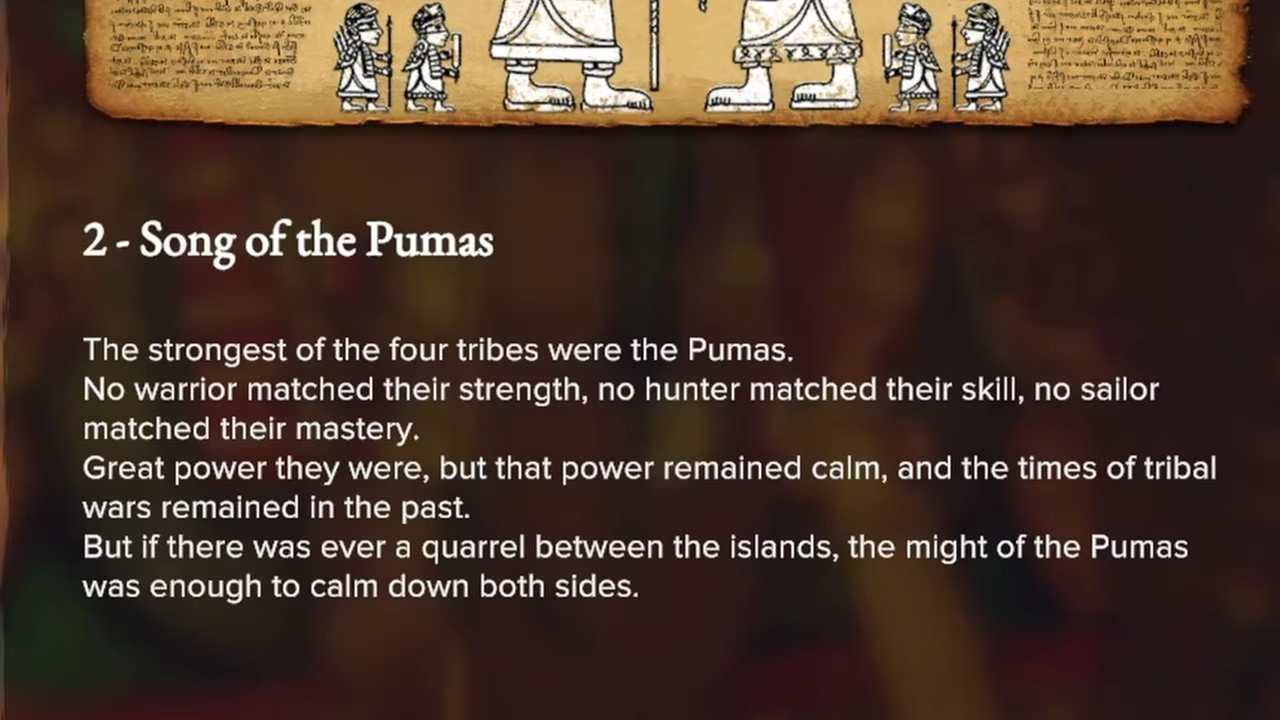 2 - Song of the Pumas
The strongest of the four tribes were the Pumas.
No warrior matched their strength, no hunter matched their skill, no sailor
matched their mastery.
Great power they were, but that power remained calm, and the times of tribal
wars remained in the past.
But if there was ever a quarrel between the islands, the might of the Pumas
was enough to calm down both sides.